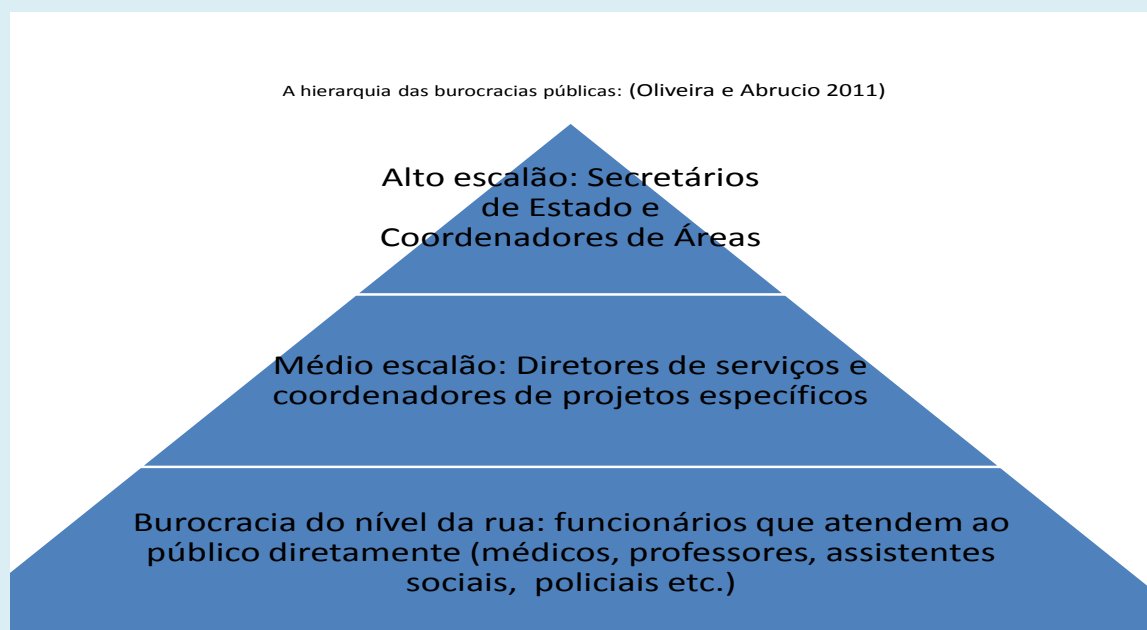 A hierarquia das burocracias públicas: (Oliveira e Abrucio 2011)
Alto escalão: Secretários
de Estado e
Coordenadores de Áreas
Médio escalão: Diretores de serviços e
coordenadores de projetos específicos
Burocracia do nível da rua: funcionários que atendem ao
público diretamente (médicos, professores, assistentes
sociais,  policiais etc.)